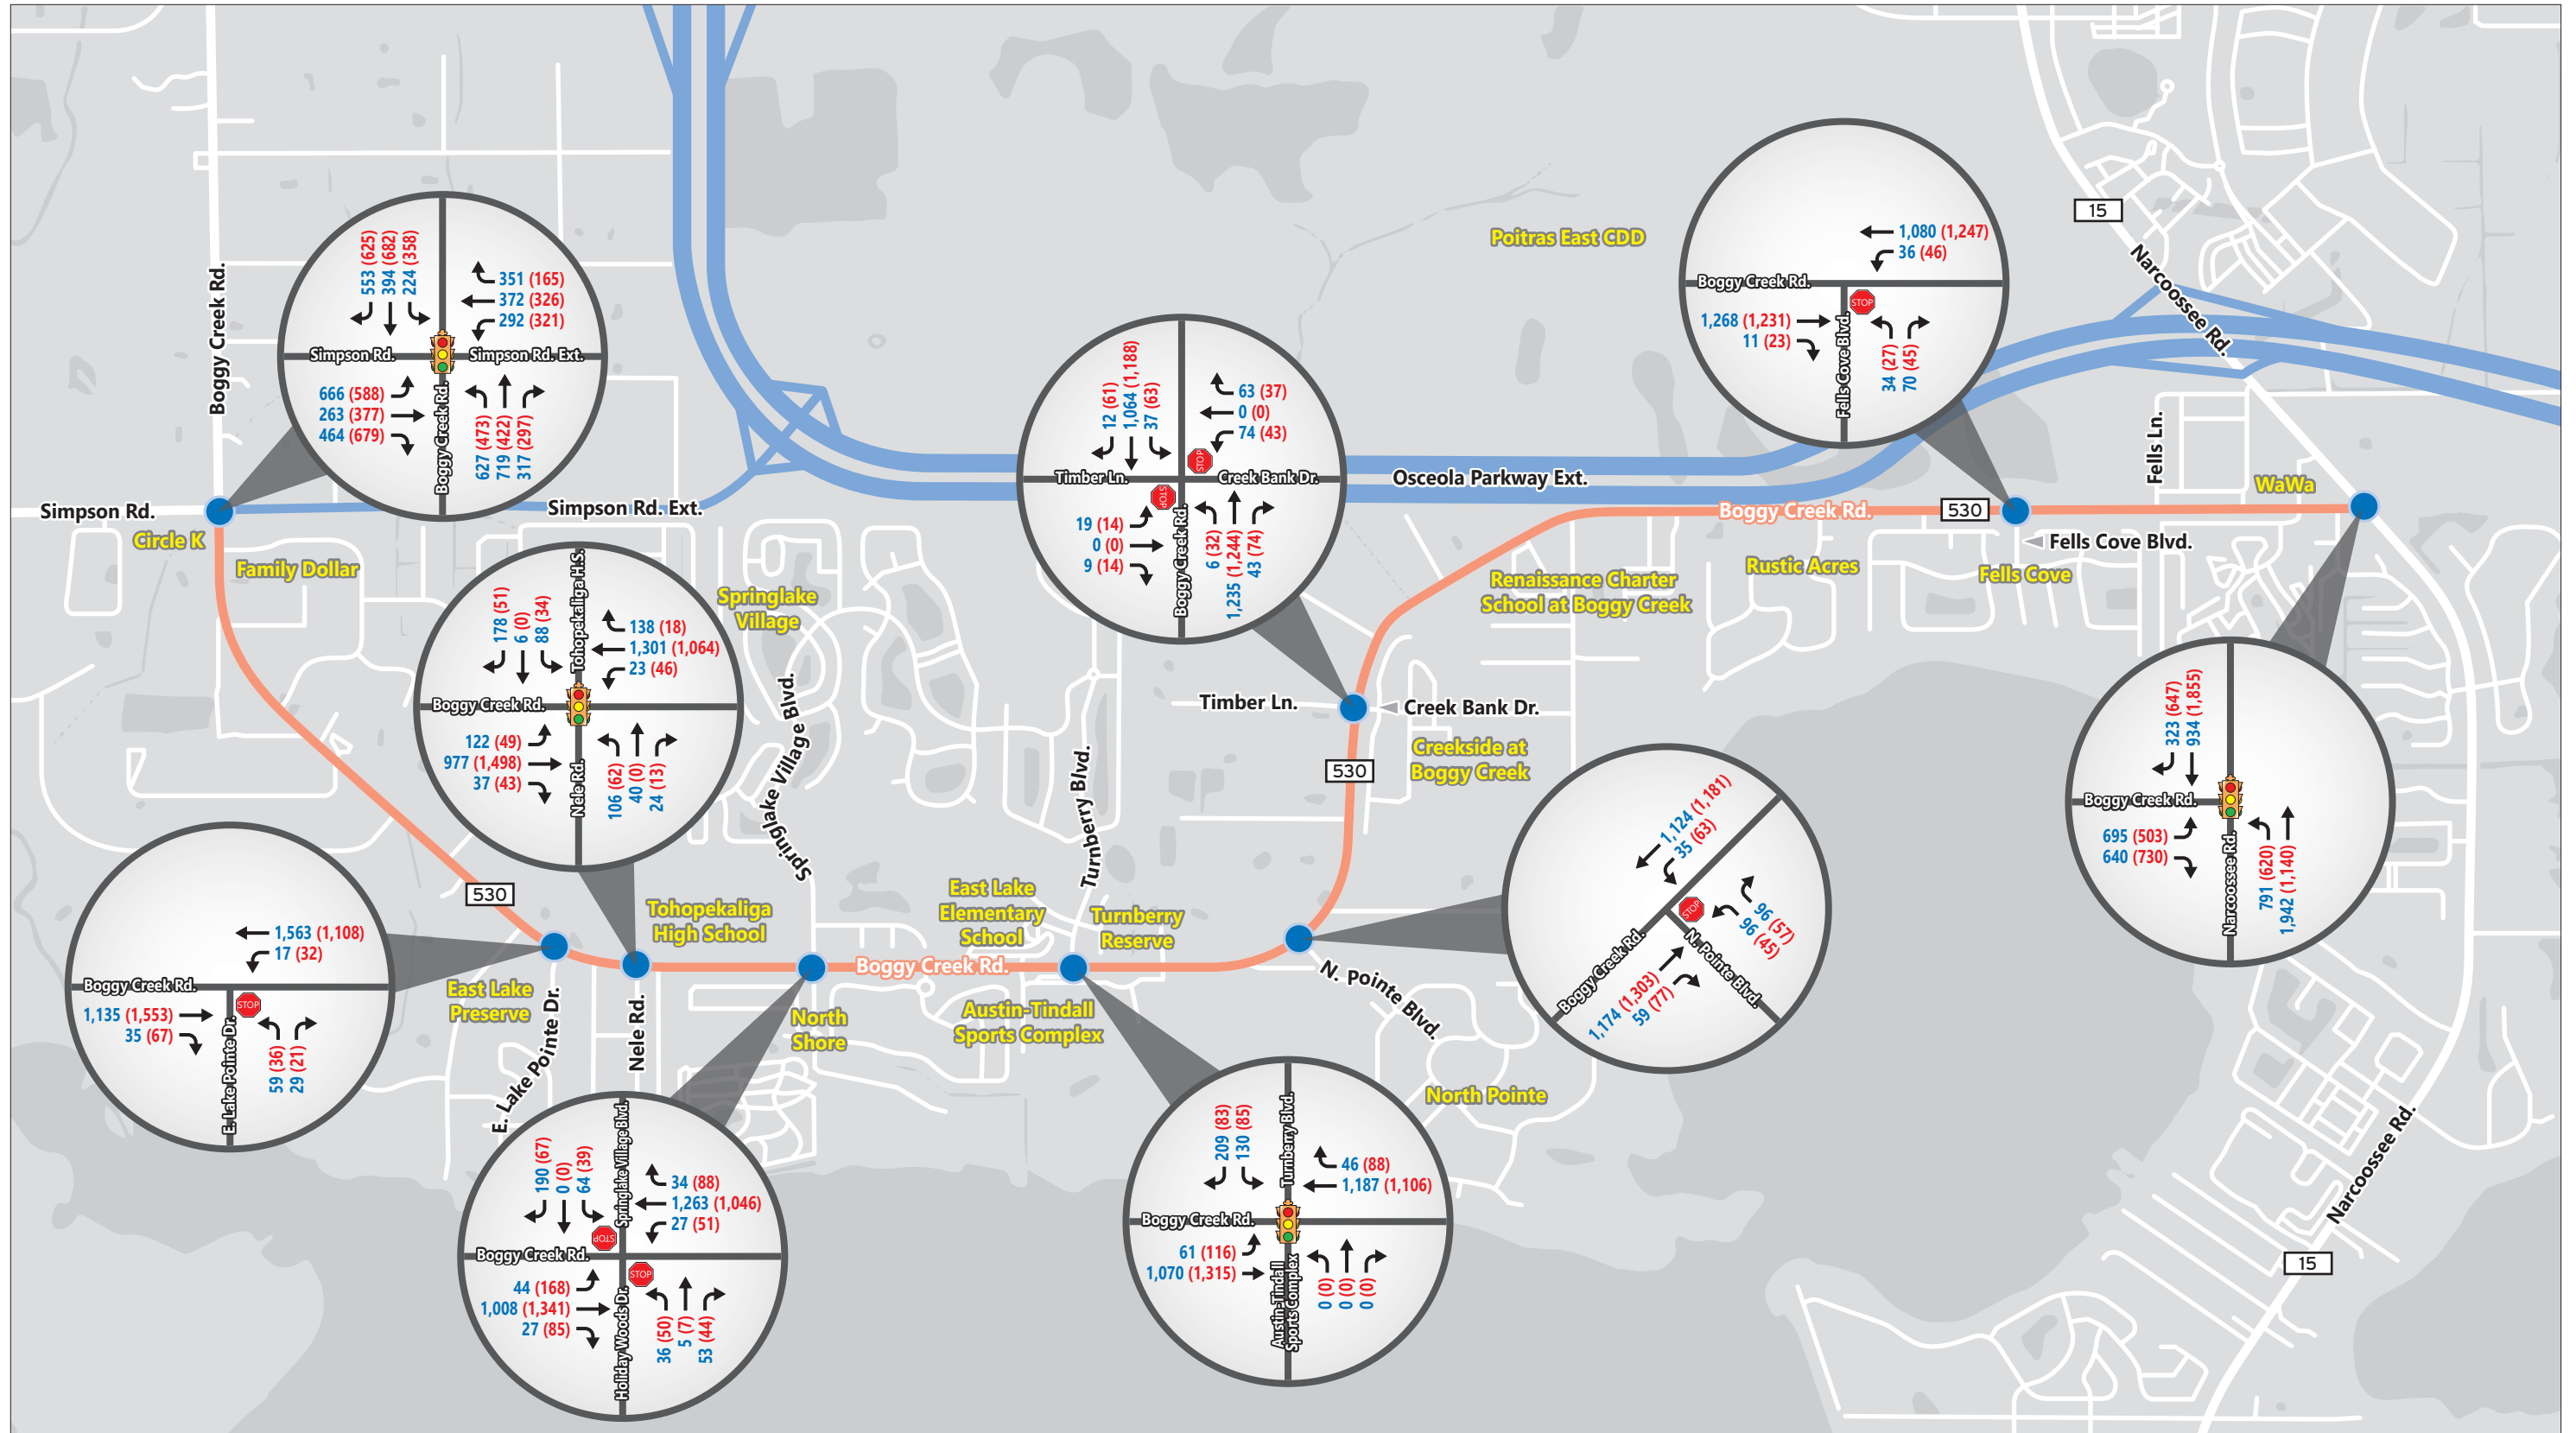 Boggy Creek Rd.
Simpson Rd.
Simpson Rd. Ext.
Circle K
Family Dollar
553 (625)
394 (682)
224 (358)
351 (165)
372 (326)
292 (321)
Simpson Rd.
Simpson Rd. Ext.
666 (588)
263 (377)
464 (679)
Boggy Creek Rd.
627 (473)
719 (422)
317 (297)
Springlake
Village
178 (51)
6 (0)
88 (34)
Tohopekaliga H.S.
138 (18)
1,301 (1,064)
23 (46)
Boggy Creek Rd.
122 (49)
977 (1,498)
37 (43)
Nele Rd.
106 (62)
40 (0)
24 (13)
12 (61)
1,064 (1,188)
37 (63)
63 (37)
0 (0)
74 (43)
STOP
Timber Ln.
Creek Bank Dr.
STOP
19 (14)
0 (0)
9 (14)
Boggy Creek Rd.
6 (32)
1,235 (1,244)
43 (74)
Poitras East CDD
Osceola Parkway Ext.
Boggy Creek Rd.
530
1,080 (1,247)
36 (46)
Boggy Creek Rd.
STOP
1,268 (1,231)
11 (23)
Fells Cove Blvd.
34 (27)
70 (45)
15
Narcoossee Rd.
Fells Ln.
WaWa
Fells Cove Blvd.
Fells Cove
Rustic Acres
Renaissance Charter
School at Boggy Creek
Timber Ln.
Creek Bank Dr.
Creekside at
Boggy Creek
530
323 (647)
934 (1,855)
Boggy Creek Rd.
695 (503)
640 (730)
Narcoosee Rd.
791 (620)
1,942 (1,140)
1,124 (1,181)
35 (63)
STOP
96 (57)
96 (45)
Boggy Creek Rd.
N. Pointe Blvd.
1,174 (1,303)
59 (77)
530
1,563 (1,108)
17 (32)
Boggy Creek Rd.
STOP
1,135 (1,553)
35 (67)
E. Lake Pointe Dr.
59 (36)
29 (21)
East Lake
Preserve
E. Lake Pointe Dr.
Nele Rd.
Tohopekaliga
High School
Springlake Village Blvd.
North
Shore
Boggy Creek Rd.
East Lake
Elementary
School
Turnberry Blvd.
Turnberry
Reserve
Austin-Tindall
Sports Complex
N. Pointe Blvd.
North Pointe
190 (67)
0 (0)
64 (39)
Springlake Village Blvd.
34 (88)
1,263 (1,046)
27 (51)
STOP
Boggy Creek Rd.
STOP
44 (168)
1,008 (1,341)
27 (85)
Holiday Woods Dr.
36 (50)
5 (7)
53 (44)
209 (83)
130 (85)
Turnberry Blvd.
46 (88)
1,187 (1,106)
Boggy Creek Rd.
61 (116)
1,070 (1,315)
Austin-Tindall
Sports Complex
0 (0)
0 (0)
0 (0)
Narcoossee Rd.
15